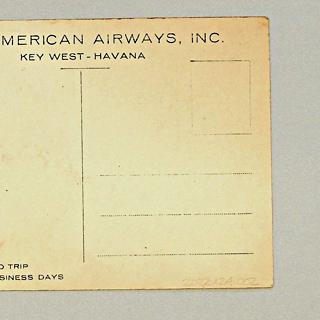 MERICAN AIRWAYS, INC.
KEY WEST - HAVANA
D TRIP
SINESS DAYS